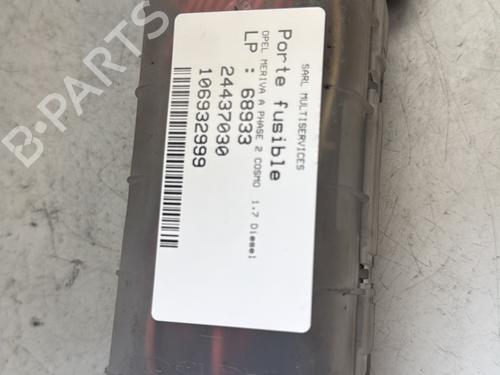 SARL MULTISERVICES
Porte fusible
OPEL MERIVA A PHASE 2 COSMO 1.7 Diesel
LP : 68933
24437030
106932999
B-PARTS